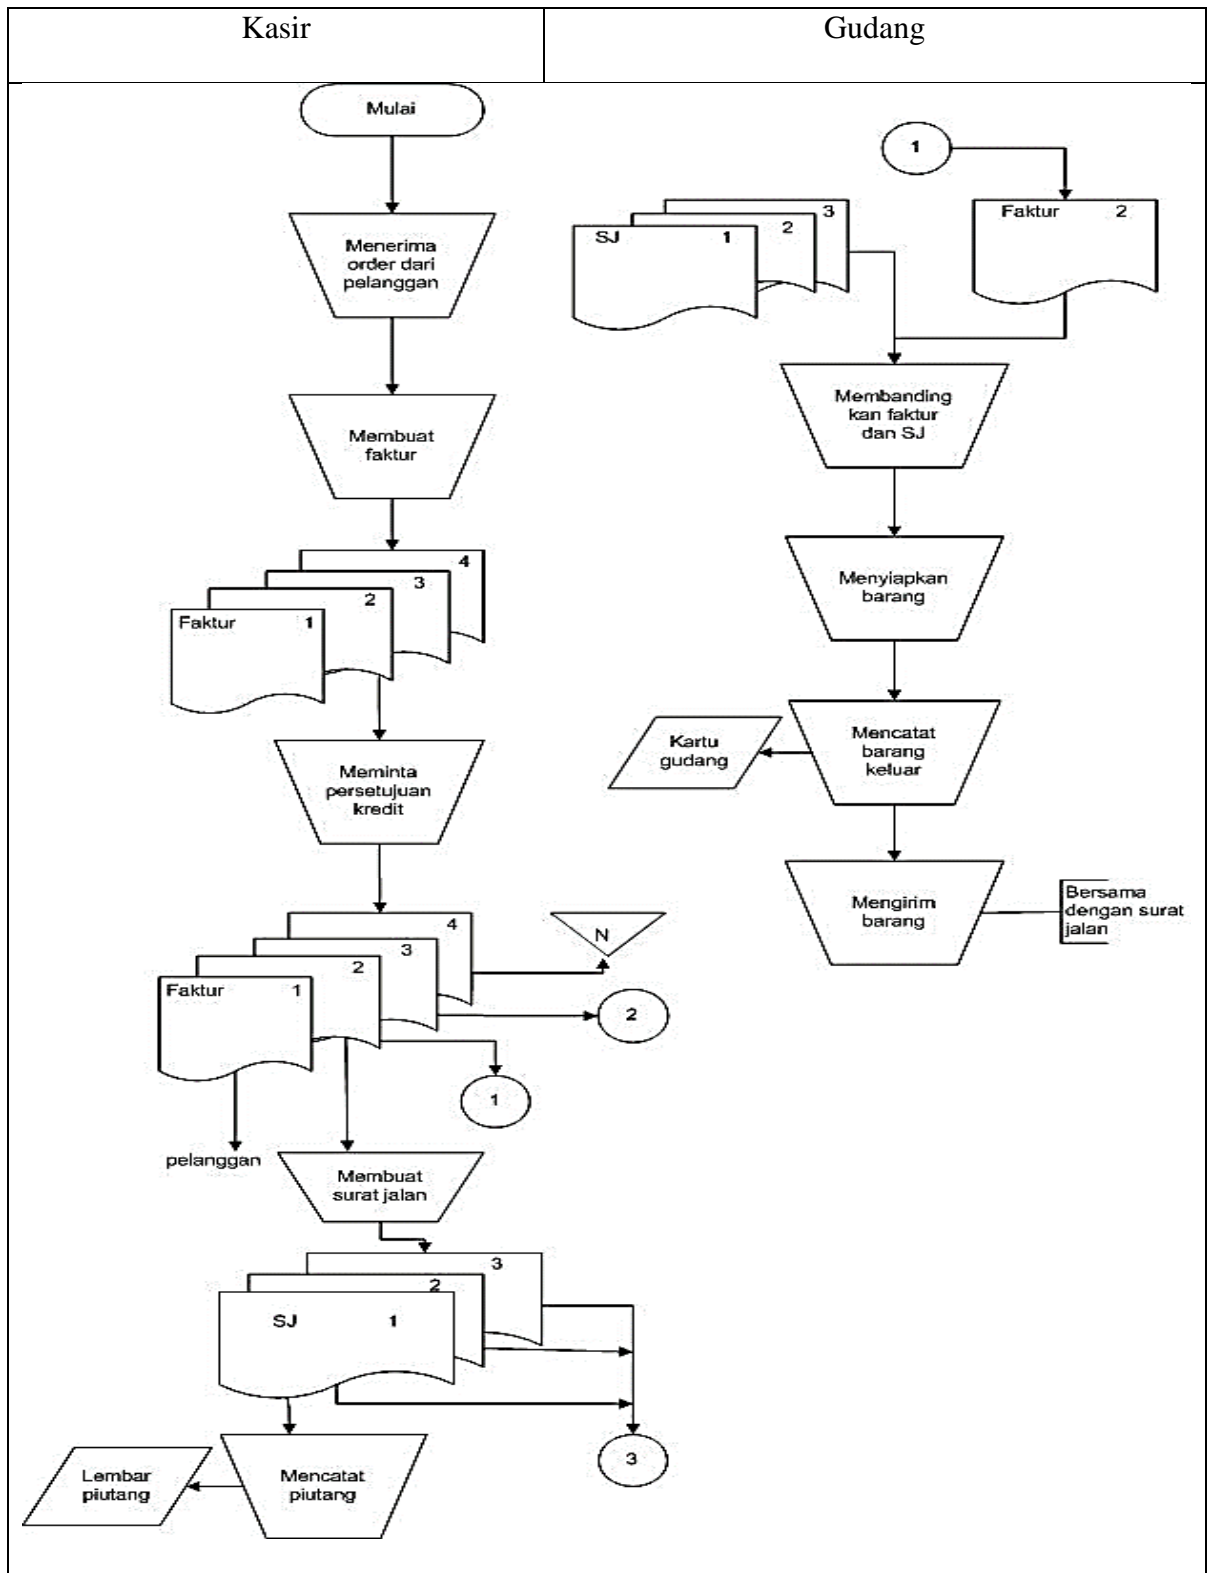 Kasir
Gudang
Mulai
Menerima
order dari
pelanggan
Membuat
faktur
4
3
2
Faktur 1
Meminta
persetujuan
kredit
4
3
2
Faktur 1
N
2
1
pelanggan
Membuat
surat jalan
3
2
SJ 1
3
Mencatat
piutang
Lembar
piutang
1
Faktur 2
3
2
SJ 1
Membanding
kan faktur
dan SJ
Menyiapkan
barang
Mencatat
barang
keluar
Kartu
gudang
Mengirim
barang
Bersama
dengan surat
jalan